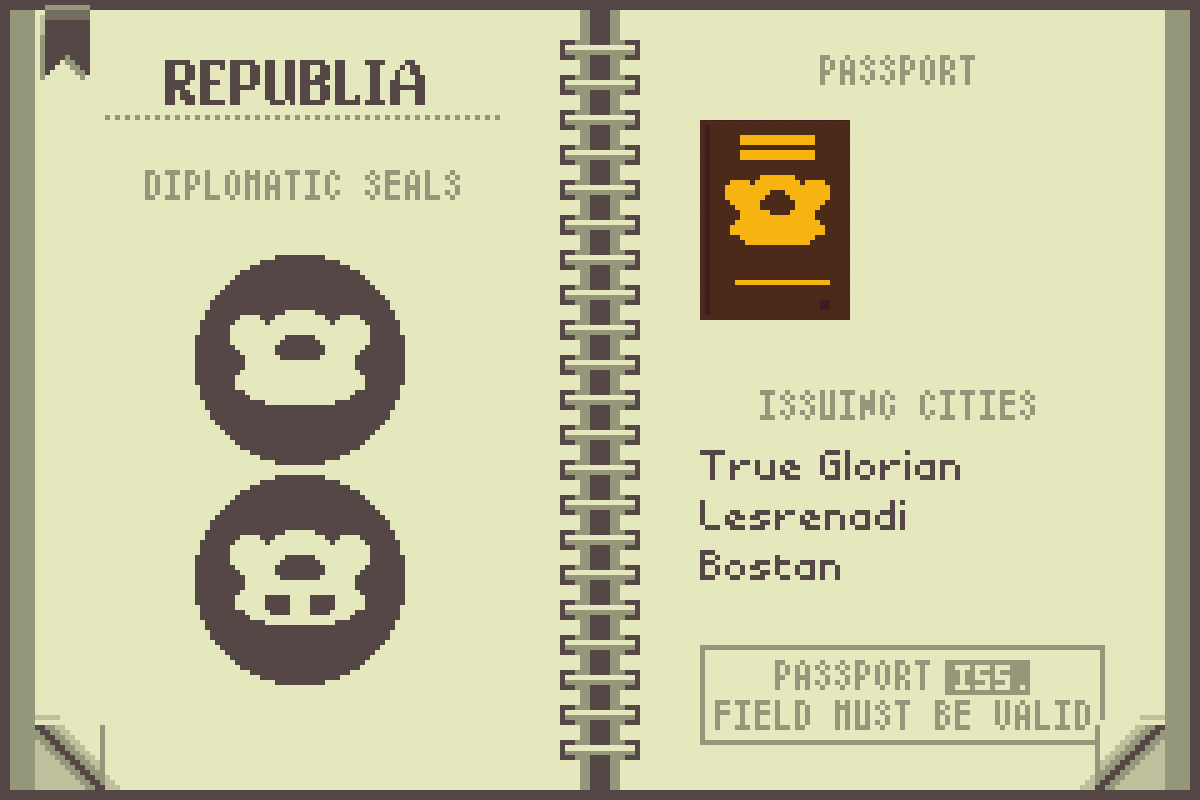 REPUBLIA
DIPLOMATIC SEALS
PASSPORT
ISSUING CITIES
True Glorian
Lesrenadi
Bostan
PASSPORT ISS.
FIELD MUST BE VALID